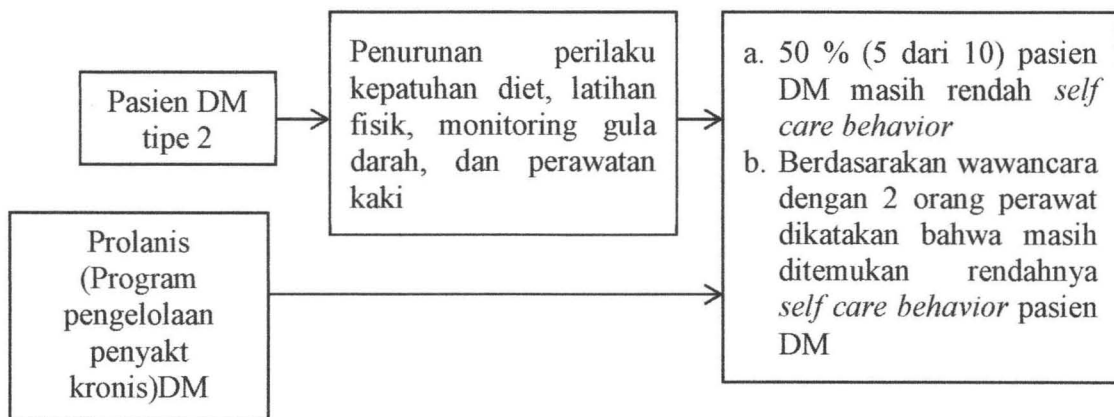 Pasien DM
tipe 2
Penurunan perilaku
kepatuhan diet, latihan
fisik, monitoring gula
darah, dan perawatan
kaki
a. 50 % (5 dari 10) pasien
DM masih rendah self
care behavior
b. Berdasarakan wawancara
dengan 2 orang perawat
dikatakan bahwa masih
ditemukan rendahnya
self care behavior pasien
DM
Prolanis
(Program
pengelolaan
penyakt
kronis)DM